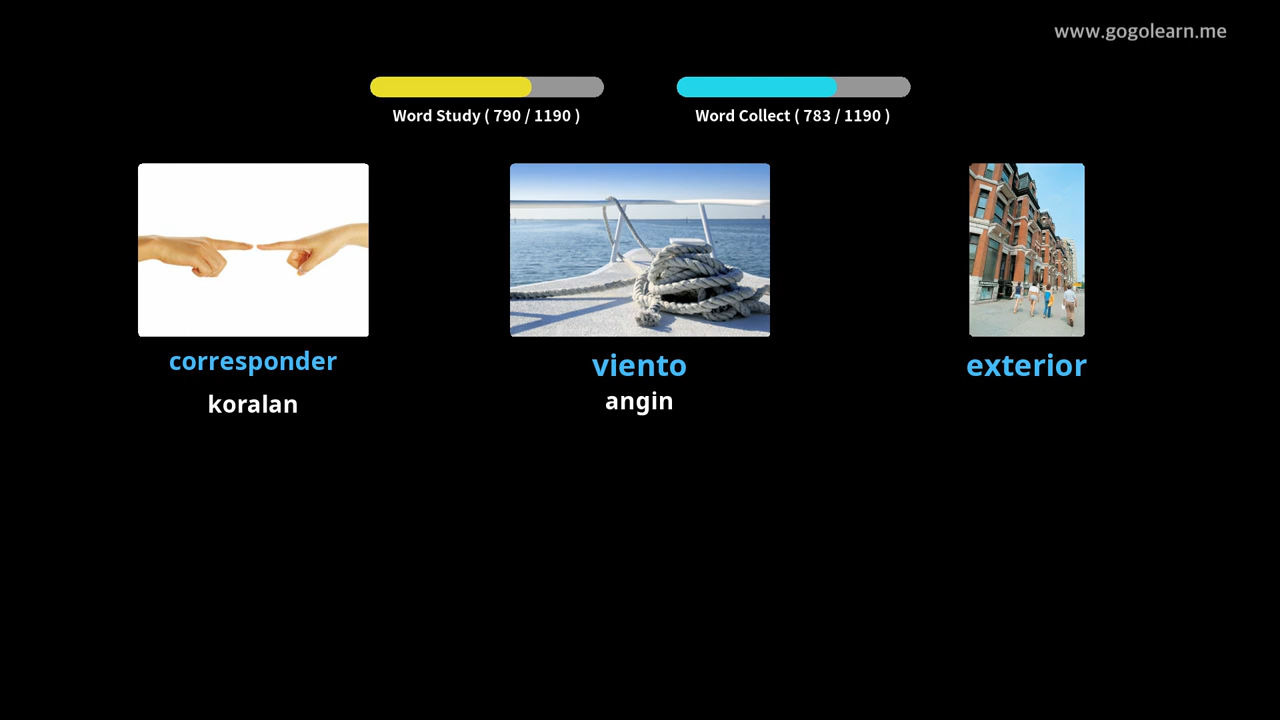 www.gogolearn.me
Word Study ( 790 / 1190 )
Word Collect ( 783 / 1190 )
corresponder
koralan
viento
angin
exterior